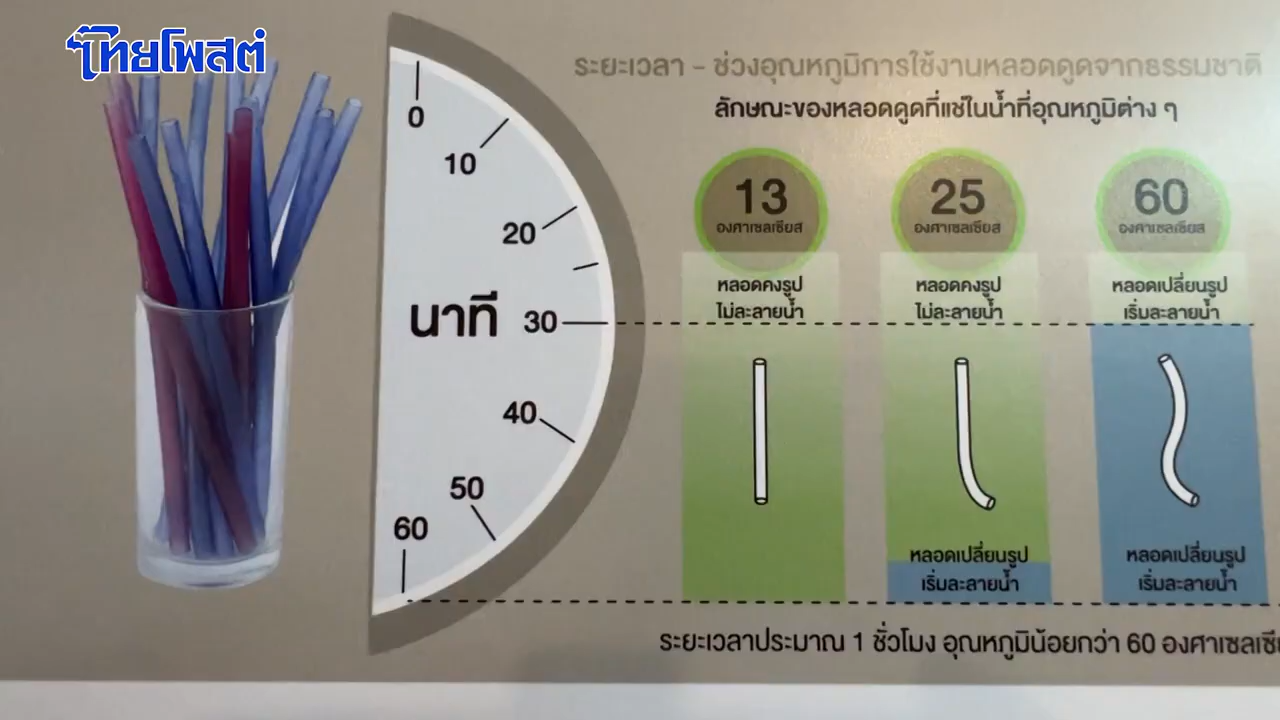 ไทยโพสต์
ระยะเวลา - ช่วงอุณหภูมิการใช้งานหลอดดูดจากธรรมชาติ
ลักษณะของหลอดดูดที่แช่ในน้ำที่อุณหภูมิต่าง ๆ
0
10
20
นาที 30
40
50
60
13
องศาเซลเซียส
หลอดคงรูป
ไม่ละลายน้ำ
25
องศาเซลเซียส
หลอดคงรูป
ไม่ละลายน้ำ
หลอดเปลี่ยนรูป
เริ่มละลายน้ำ
60
องศาเซลเซียส
หลอดเปลี่ยนรูป
เริ่มละลายน้ำ
หลอดเปลี่ยนรูป
เริ่มละลายน้ำ
ระยะเวลาประมาณ 1 ชั่วโมง อุณหภูมิน้อยกว่า 60